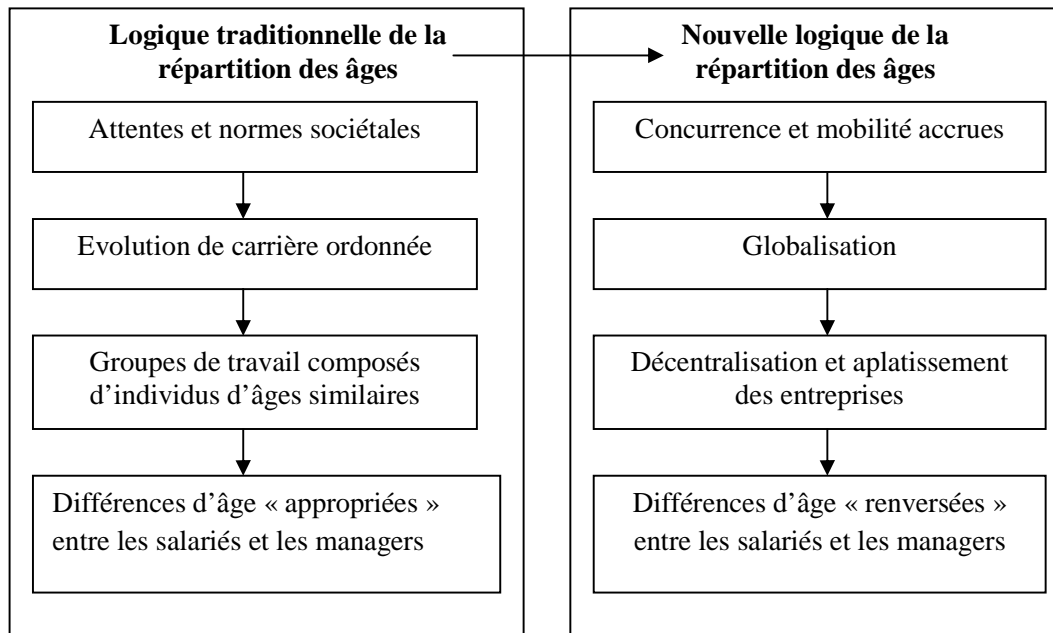 Logique traditionnelle de la
répartition des âges
Attentes et normes sociétales
Evolution de carrière ordonnée
Groupes de travail composés
d’individus d’âges similaires
Différences d’âge « appropriées »
entre les salariés et les managers
Nouvelle logique de la
répartition des âges
Concurrence et mobilité accrues
Globalisation
Décentralisation et aplatissement
des entreprises
Différences d’âge « renversées »
entre les salariés et les managers